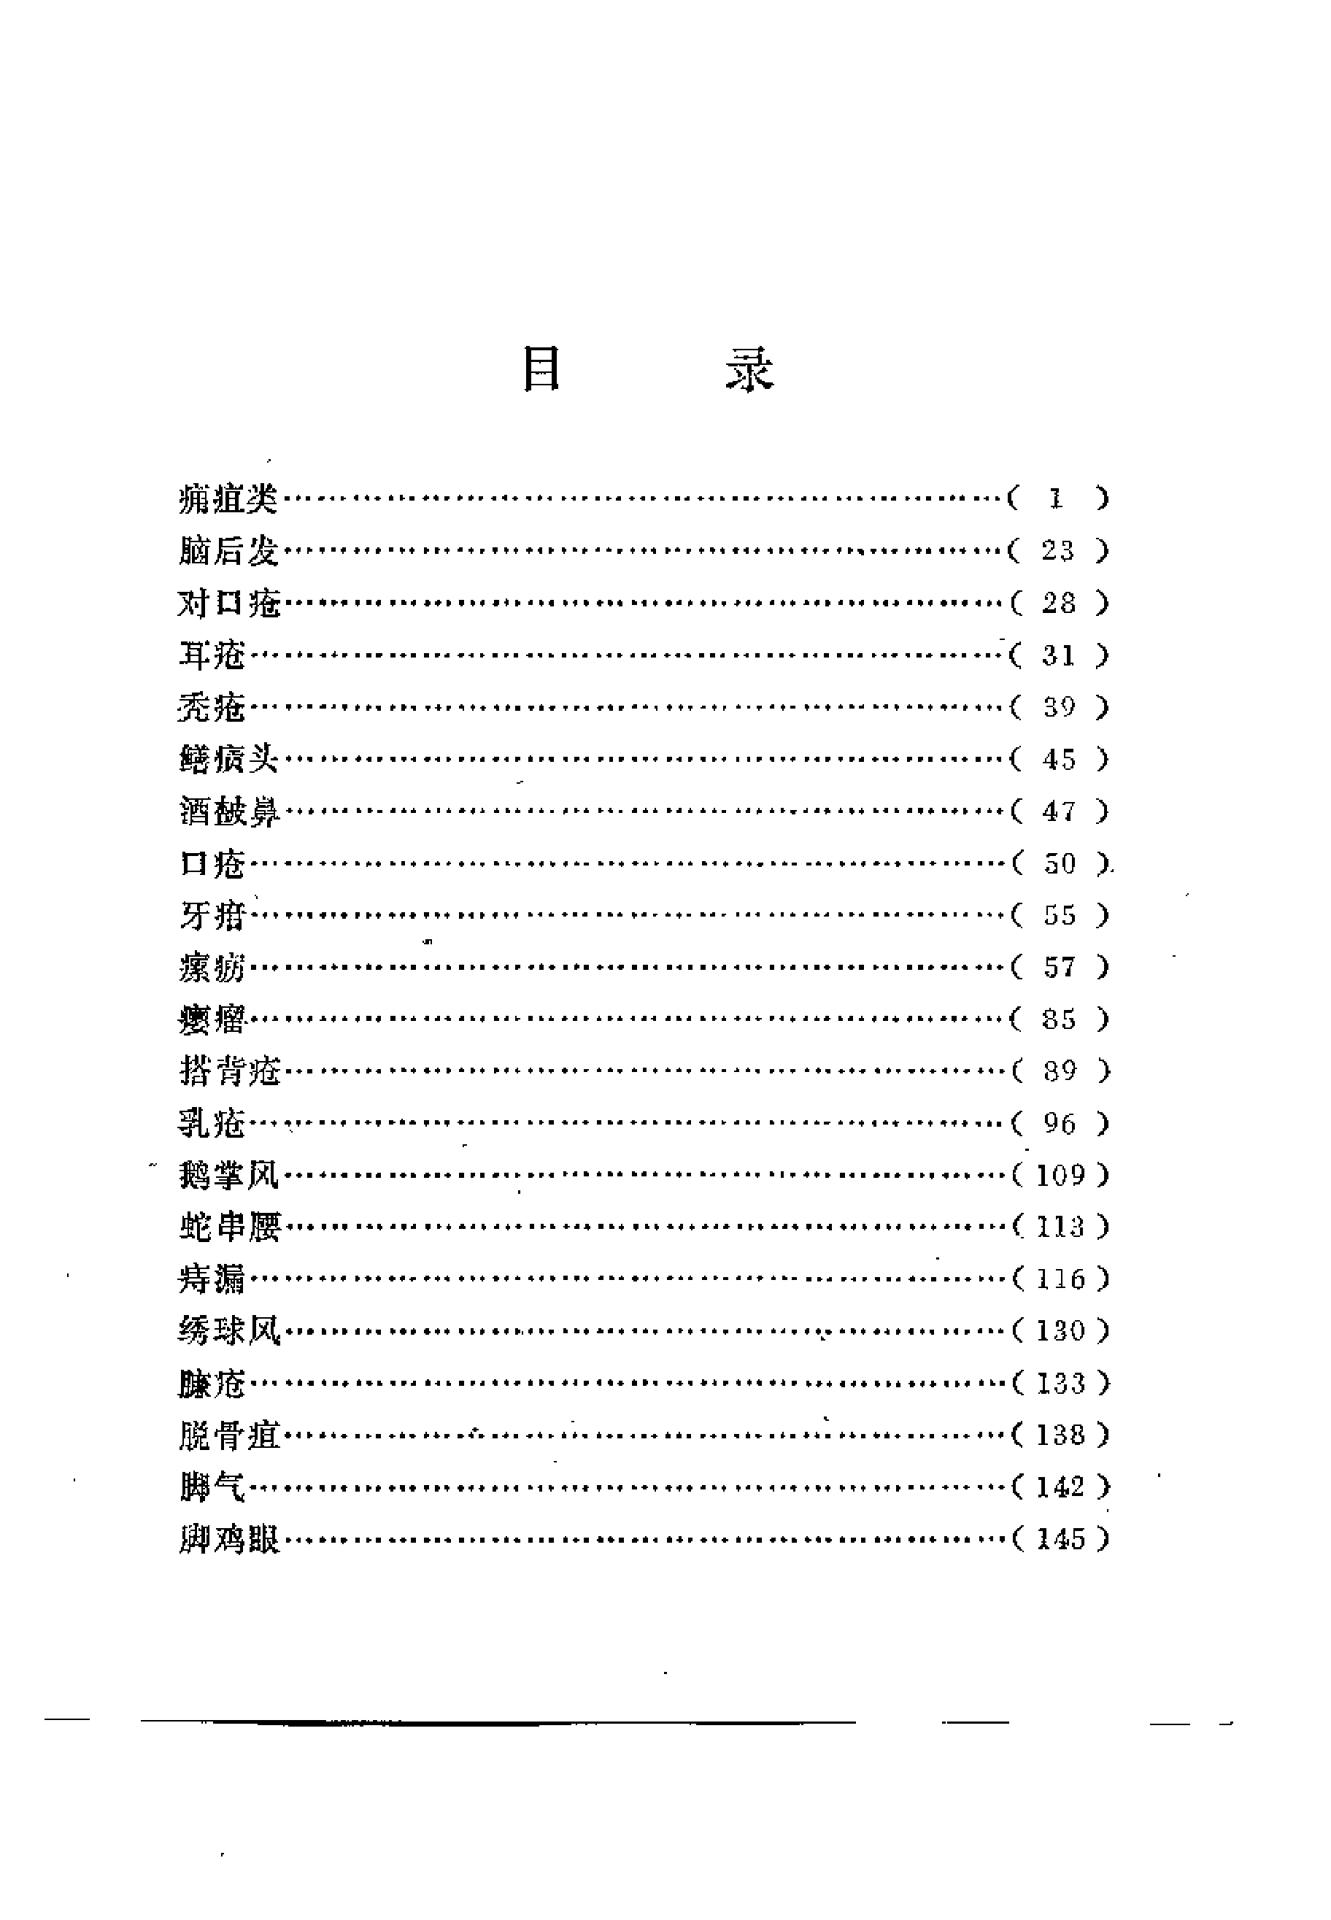 目 录
痈疽类……………………………………………………( 1 )
脑后发……………………………………………………( 23 )
对口疮……………………………………………………( 28 )
耳疮………………………………………………………( 31 )
秃疮………………………………………………………( 39 )
鳝㾂头……………………………………………………( 45 )
酒皶鼻……………………………………………………( 47 )
口疮………………………………………………………( 50 )
牙疳………………………………………………………( 55 )
瘰疬………………………………………………………( 57 )
瘿瘤………………………………………………………( 85 )
搭背疮……………………………………………………( 89 )
乳疮………………………………………………………( 96 )
鹅掌风……………………………………………………( 109 )
蛇串腰……………………………………………………( 113 )
痔漏………………………………………………………( 116 )
绣球风……………………………………………………( 130 )
臁疮………………………………………………………( 133 )
脱骨疽……………………………………………………( 138 )
脚气………………………………………………………( 142 )
脚鸡眼……………………………………………………( 145 )